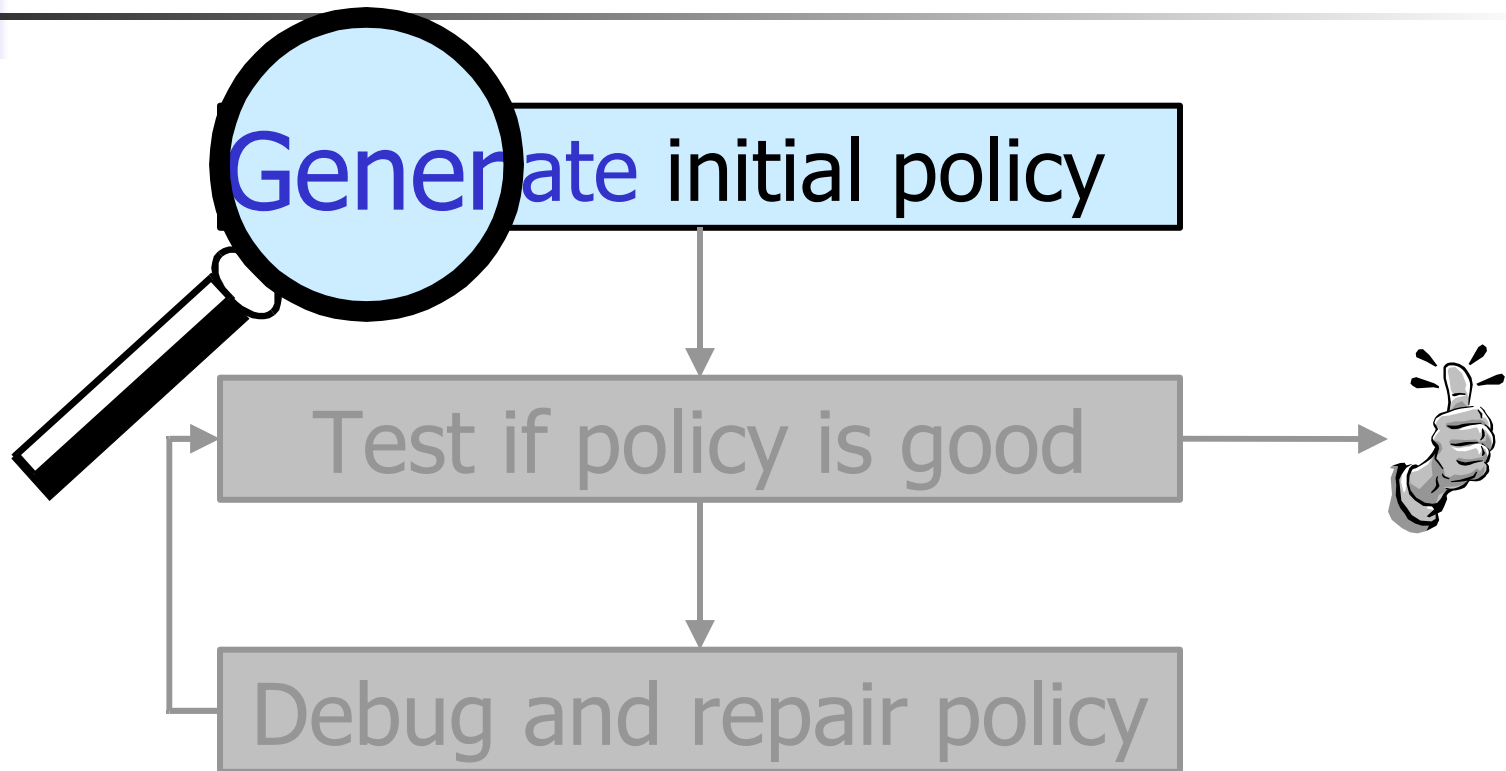 Generate initial policy
Test if policy is good
Debug and repair policy